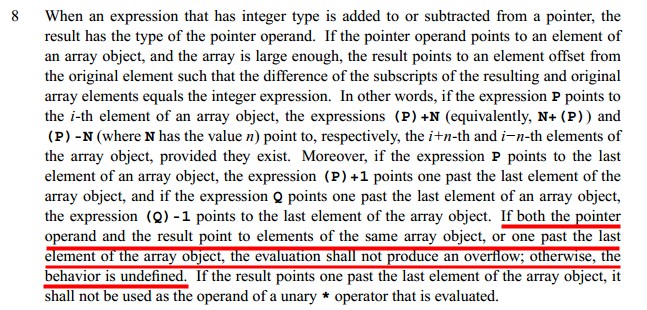 8 When an expression that has integer type is added to or subtracted from a pointer, the
result has the type of the pointer operand. If the pointer operand points to an element of
an array object, and the array is large enough, the result points to an element offset from
the original element such that the difference of the subscripts of the resulting and original
array elements equals the integer expression. In other words, if the expression P points to
the i-th element of an array object, the expressions (P)+N (equivalently, N+(P)) and
(P)-N (where N has the value n) point to, respectively, the i+n-th and i−n-th elements of
the array object, provided they exist. Moreover, if the expression P points to the last
element of an array object, the expression (P)+1 points one past the last element of the
array object, and if the expression Q points one past the last element of an array object,
the expression (Q)-1 points to the last element of the array object. If both the pointer
operand and the result point to elements of the same array object, or one past the last
element of the array object, the evaluation shall not produce an overflow; otherwise, the
behavior is undefined. If the result points one past the last element of the array object, it
shall not be used as the operand of a unary * operator that is evaluated.